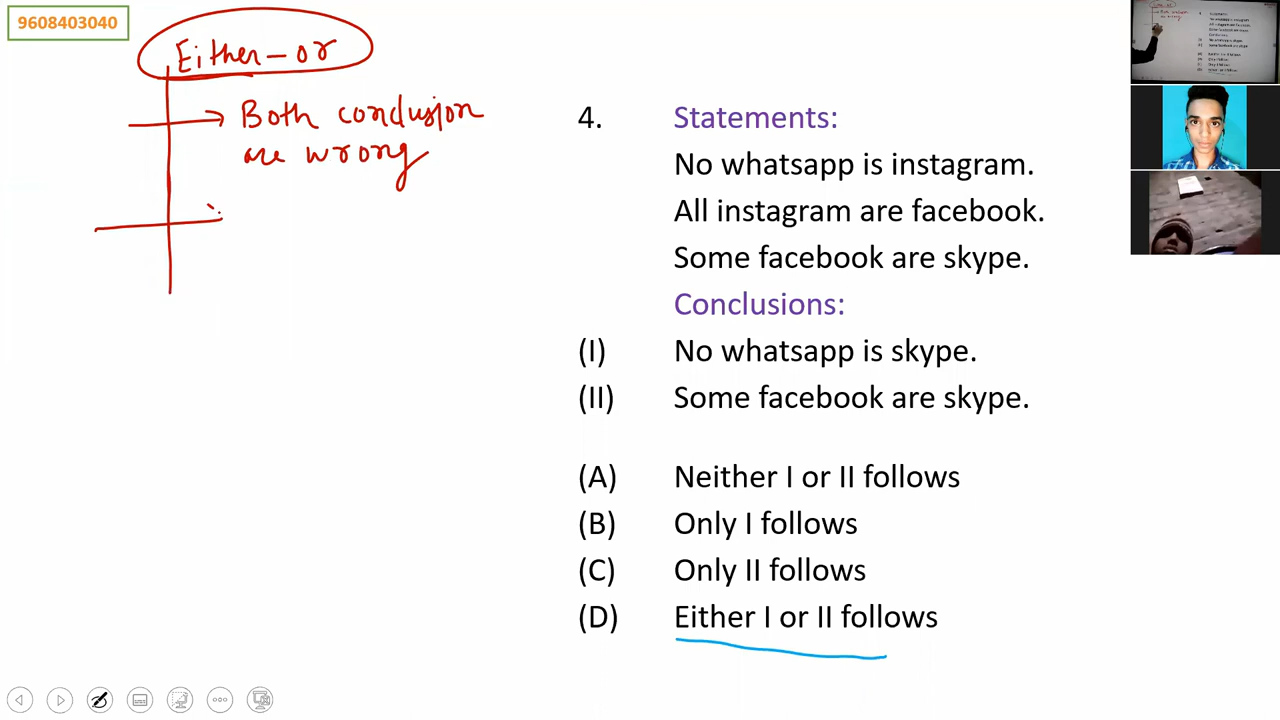 9608403040
Either-or
Both conclusion
are wrong
4. Statements:
No whatsapp is instagram.
All instagram are facebook.
Some facebook are skype.
Conclusions:
(I) No whatsapp is skype.
(II) Some facebook are skype.
(A) Neither I or II follows
(B) Only I follows
(C) Only II follows
(D) Either I or II follows